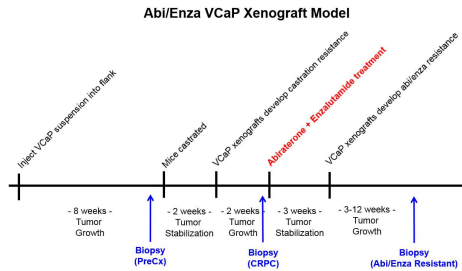 Abi/Enza VCaP Xenograft Model
Inject VCaP suspension into flank
Mice castrated
VCaP xenografts develop castration resistance
Abiraterone + Enzalutamide treatment
VCaP xenografts develop abi/enza resistance
- 8 weeks -
Tumor
Growth
- 2 weeks -
Tumor
Stabilization
- 2 weeks -
Tumor
Growth
- 3 weeks -
Tumor
Stabilization
- 3-12 weeks -
Tumor
Growth
Biopsy
(PreCx)
Biopsy
(CRPC)
Biopsy
(Abi/Enza Resistant)